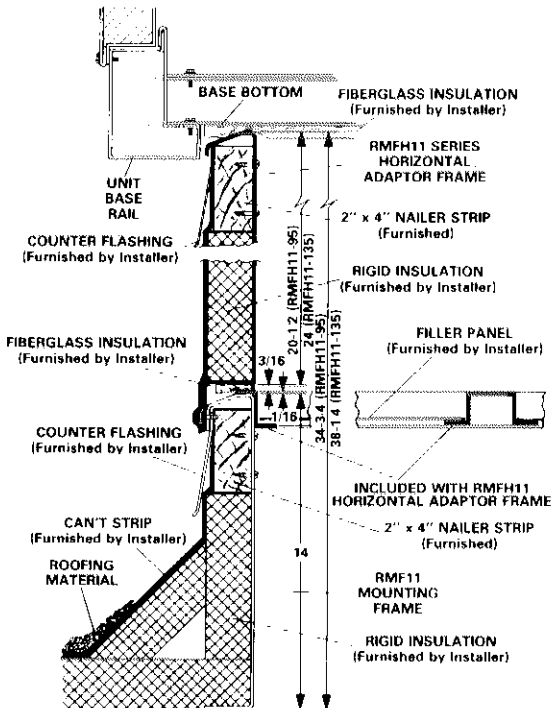 BASE BOTTOM
FIBERGLASS INSULATION
(Furnished by Installer)
RMFH11 SERIES
HORIZONTAL
ADAPTOR FRAME
UNIT
BASE
RAIL
2" x 4" NAILER STRIP
(Furnished)
COUNTER FLASHING
(Furnished by Installer)
RIGID INSULATION
(Furnished by Installer)
20-1/2 (RMFH11-95)
24 (RMFH11-135)
34-3/4 (RMFH11-95)
38-1/4 (RMFH11-135)
FIBERGLASS INSULATION
(Furnished by Installer)
3/16
1/16
FILLER PANEL
(Furnished by Installer)
COUNTER FLASHING
(Furnished by Installer)
INCLUDED WITH RMFH11
HORIZONTAL ADAPTOR FRAME
2" x 4" NAILER STRIP
(Furnished)
CAN'T STRIP
(Furnished by Installer)
ROOFING
MATERIAL
14
RMF11
MOUNTING
FRAME
RIGID INSULATION
(Furnished by Installer)